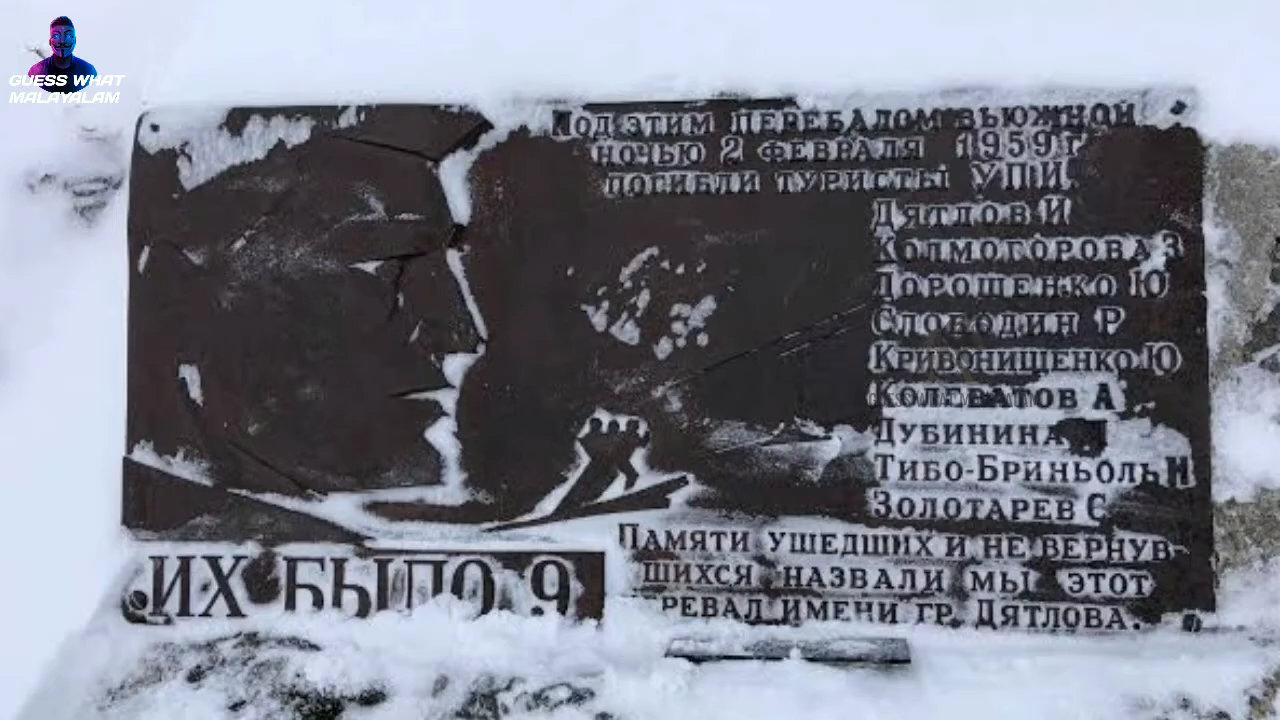 GUESS WHAT
MALAYALAM
ПОД ЭТИМ ПЕРЕВАЛОМ ВЬЮЖНОЙ
НОЧЬЮ 2 ФЕВРАЛЯ 1959 Г.
ПОГИБЛИ ТУРИСТЫ УПИ.
ДЯТЛОВ И
КОЛМОГОРОВА З
ДОРОШЕНКО Ю
СЛОБОДИН Р
КРИВОНИЩЕНКО Ю
КОЛЕВАТОВ А
ДУБИНИНА
ТИБО-БРИНЬОЛЬ Н
ЗОЛОТАРЕВ С
ПАМЯТИ УШЕДШИХ И НЕ ВЕРНУВ-
ШИХСЯ НАЗВАЛИ МЫ ЭТОТ
ПЕРЕВАЛ ИМЕНИ ГР. ДЯТЛОВА.
ИХ БЫЛО 9